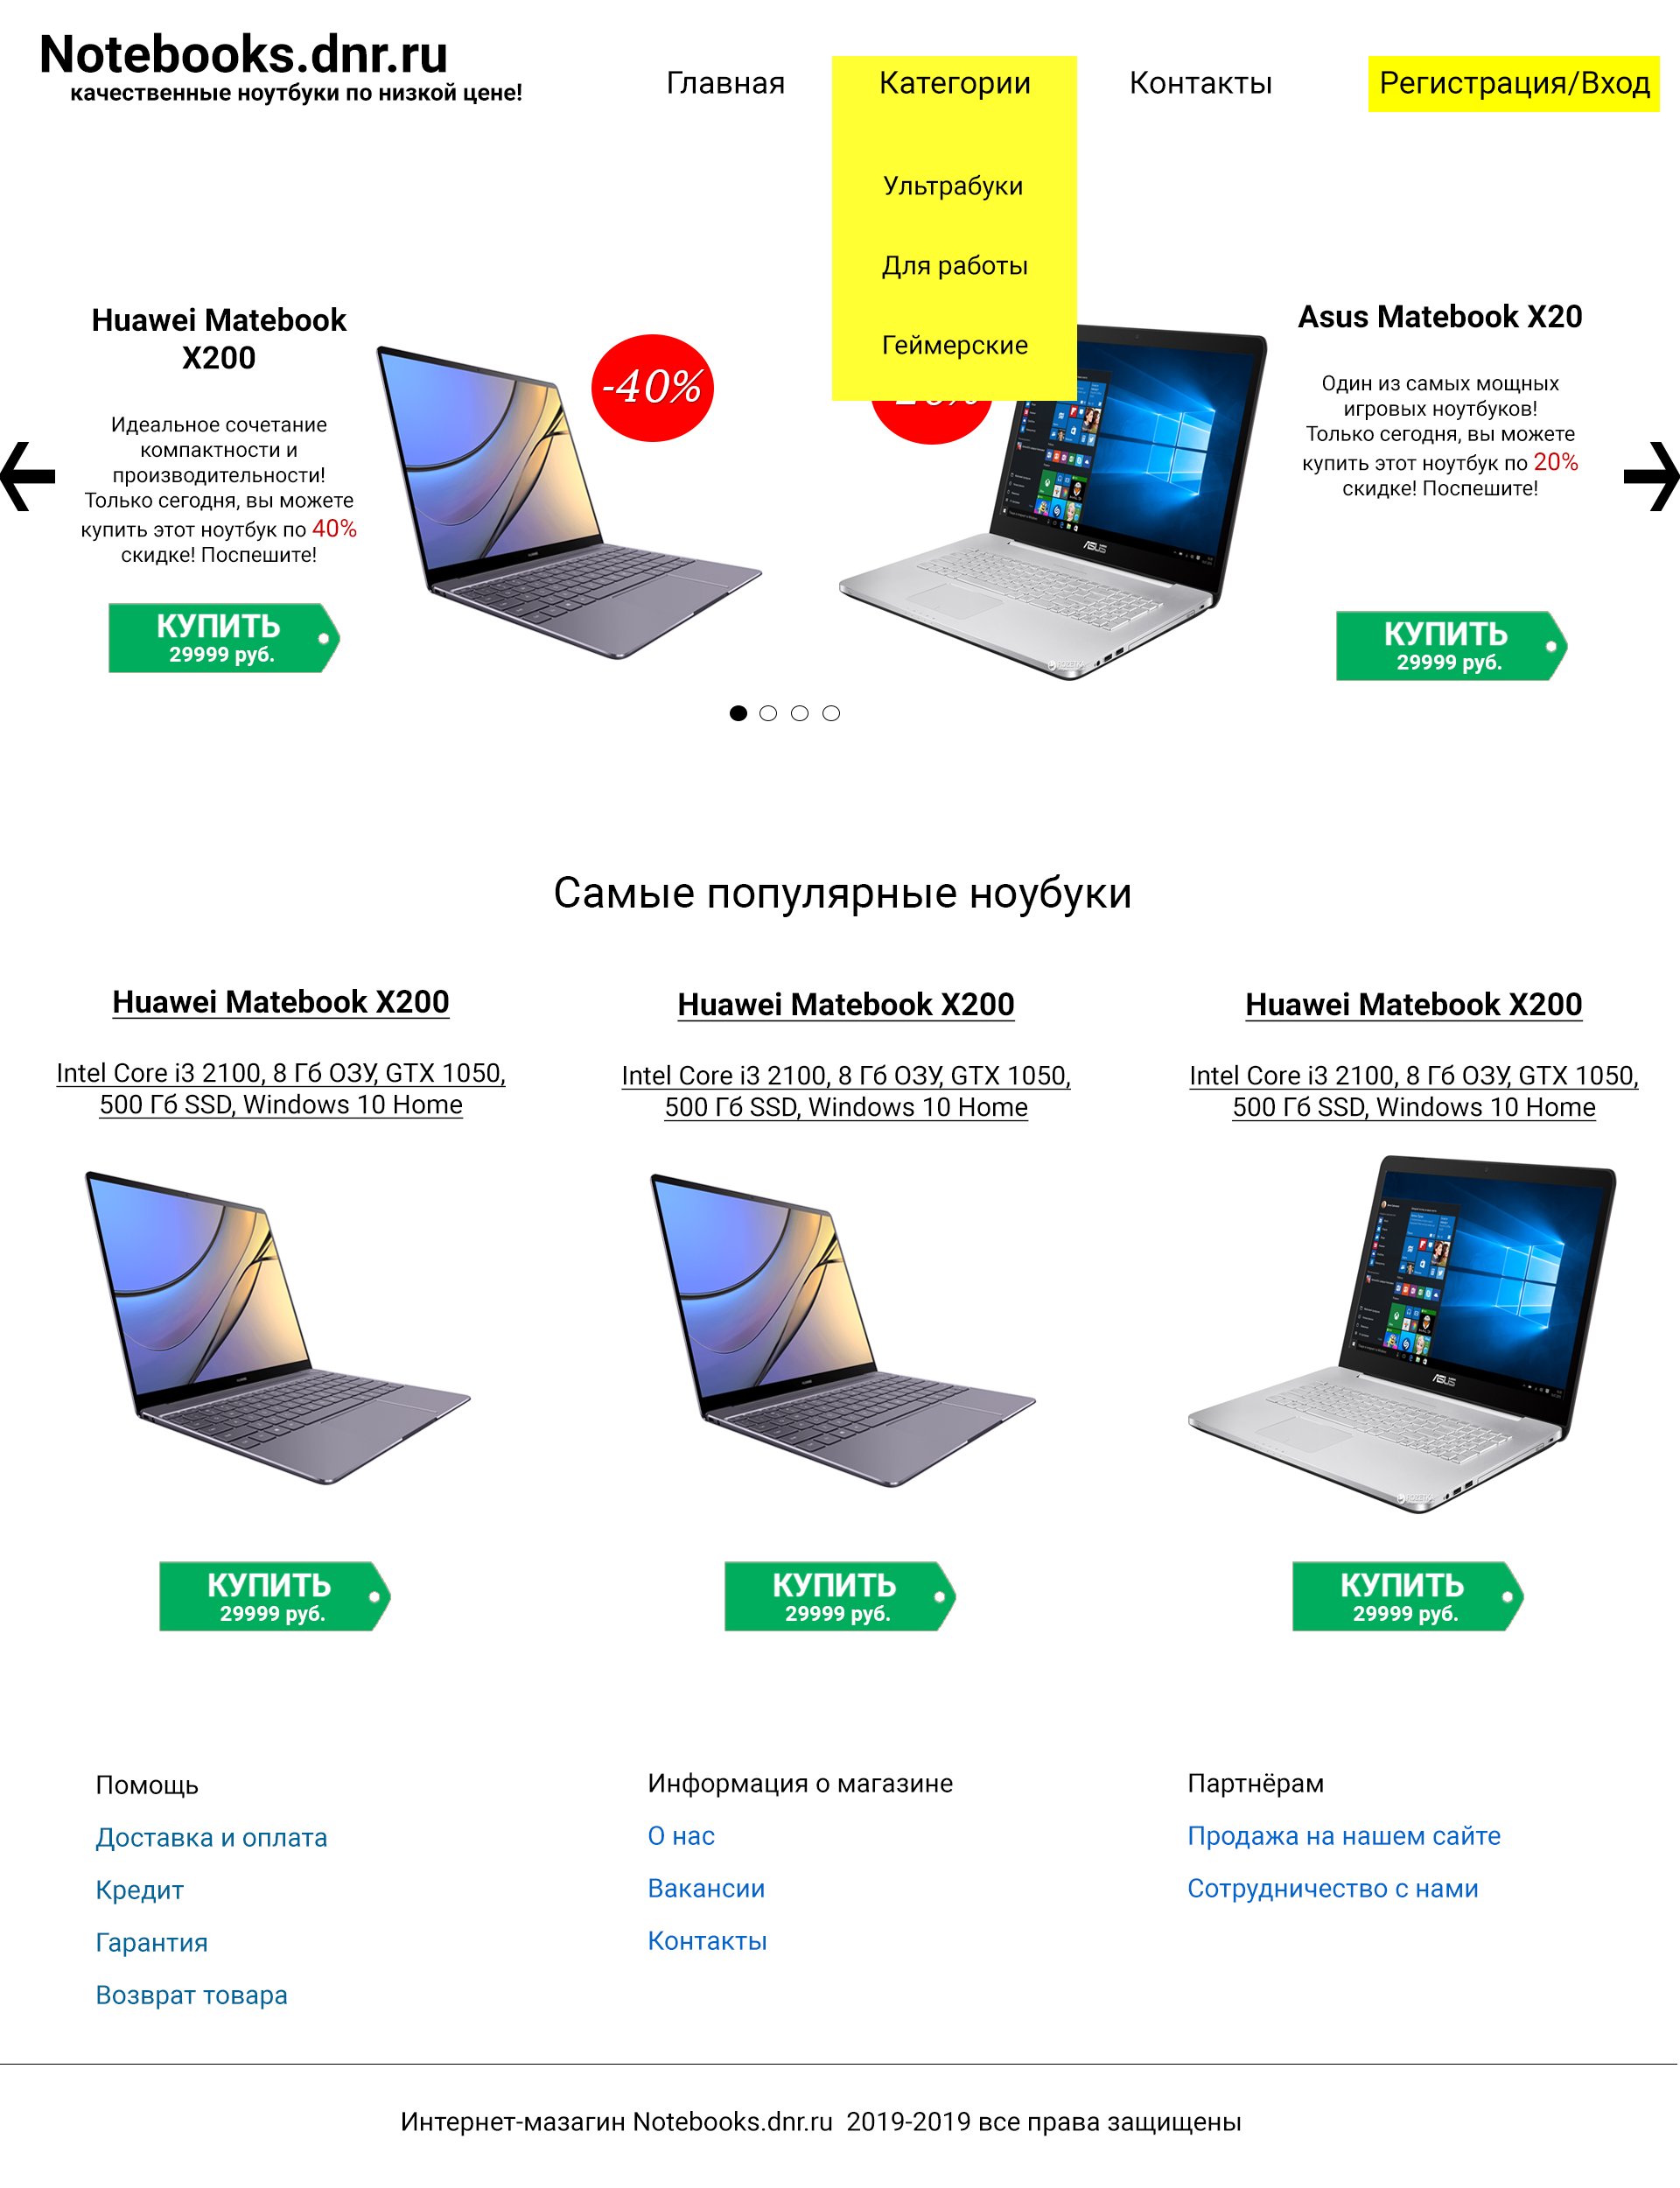 Notebooks.dnr.ru
качественные ноутбуки по низкой цене!
Главная
Категории
Контакты
Регистрация/Вход
Ультрабуки
Для работы
Геймерские
Huawei Matebook
X200
Идеальное сочетание
компактности и
производительности!
Только сегодня, вы можете
купить этот ноутбук по 40%
скидке! Поспешите!
КУПИТЬ
29999 руб.
-40%
ASUS
Asus Matebook X20
Один из самых мощных
игровых ноутбуков!
Только сегодня, вы можете
купить этот ноутбук по 20%
скидке! Поспешите!
КУПИТЬ
29999 руб.
Самые популярные ноубуки
Huawei Matebook X200
Intel Core i3 2100, 8 Гб ОЗУ, GTX 1050,
500 Гб SSD, Windows 10 Home
КУПИТЬ
29999 руб.
Huawei Matebook X200
Intel Core i3 2100, 8 Гб ОЗУ, GTX 1050,
500 Гб SSD, Windows 10 Home
КУПИТЬ
29999 руб.
Huawei Matebook X200
Intel Core i3 2100, 8 Гб ОЗУ, GTX 1050,
500 Гб SSD, Windows 10 Home
ASUS
КУПИТЬ
29999 руб.
Помощь
Доставка и оплата
Кредит
Гарантия
Возврат товара
Информация о магазине
О нас
Вакансии
Контакты
Партнёрам
Продажа на нашем сайте
Сотрудничество с нами
Интернет-мазагин Notebooks.dnr.ru  2019-2019 все права защищены